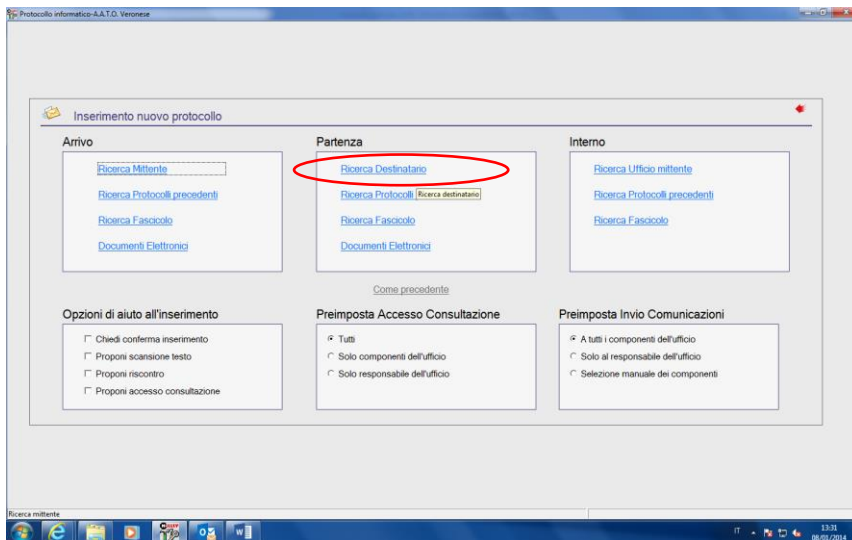 Protocollo informatico-A.A.T.O. Veronese
Inserimento nuovo protocollo
Arrivo
Ricerca Mittente
Ricerca Protocolli precedenti
Ricerca Fascicolo
Documenti Elettronici
Partenza
Ricerca Destinatario
Ricerca Protocolli
Ricerca destinatario
Ricerca Fascicolo
Documenti Elettronici
Interno
Ricerca Ufficio mittente
Ricerca Protocolli precedenti
Ricerca Fascicolo
Come precedente
Opzioni di aiuto all'inserimento
Chiedi conferma inserimento
Proponi scansione testo
Proponi riscontro
Proponi accesso consultazione
Preimposta Accesso Consultazione
Tutti
Solo componenti dell'ufficio
Solo responsabile dell'ufficio
Preimposta Invio Comunicazioni
A tutti i componenti dell'ufficio
Solo al responsabile dell'ufficio
Selezione manuale dei componenti
Ricerca mittente
IT
13:31
08/01/2014